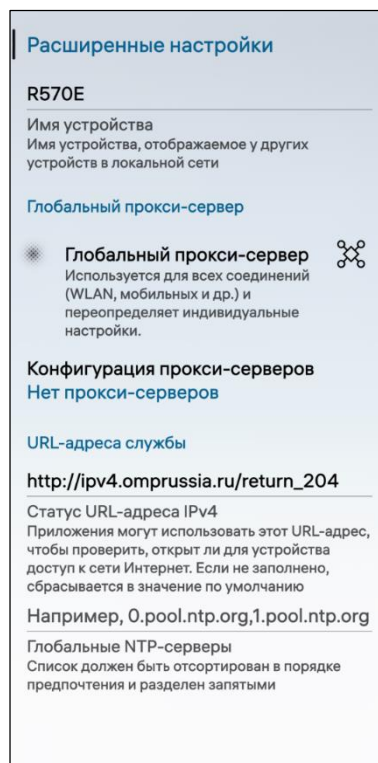 Расширенные настройки
R570E
Имя устройства
Имя устройства, отображаемое у других
устройств в локальной сети
Глобальный прокси-сервер
Глобальный прокси-сервер
Используется для всех соединений
(WLAN, мобильных и др.) и
переопределяет индивидуальные
настройки.
Конфигурация прокси-серверов
Нет прокси-серверов
URL-адреса службы
http://ipv4.omprussia.ru/return_204
Статус URL-адреса IPv4
Приложения могут использовать этот URL-адрес,
чтобы проверить, открыт ли для устройства
доступ к сети Интернет. Если не заполнено,
сбрасывается в значение по умолчанию
Например, 0.pool.ntp.org,1.pool.ntp.org
Глобальные NTP-серверы
Список должен быть отсортирован в порядке
предпочтения и разделен запятыми